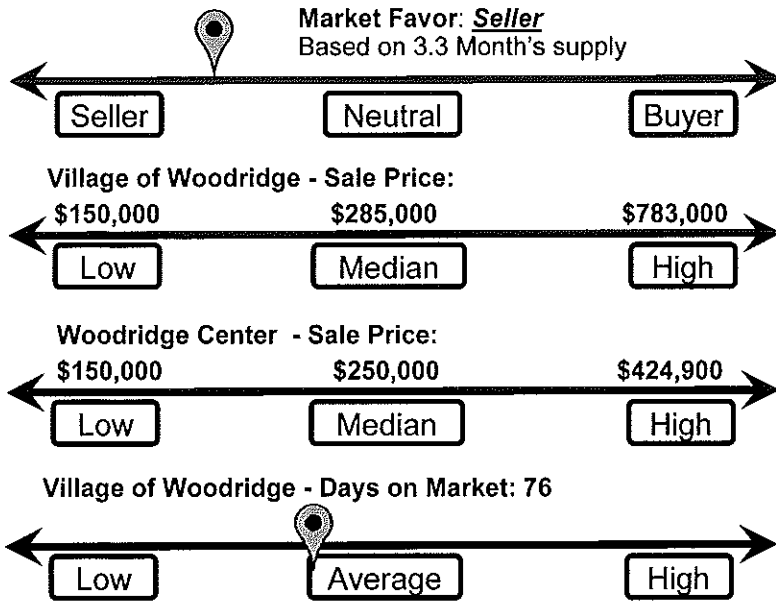 Market Favor: Seller
Based on 3.3 Month's supply
Seller Neutral Buyer
Village of Woodridge - Sale Price:
$150,000 $285,000 $783,000
Low Median High
Woodridge Center - Sale Price:
$150,000 $250,000 $424,900
Low Median High
Village of Woodridge - Days on Market: 76
Low Average High